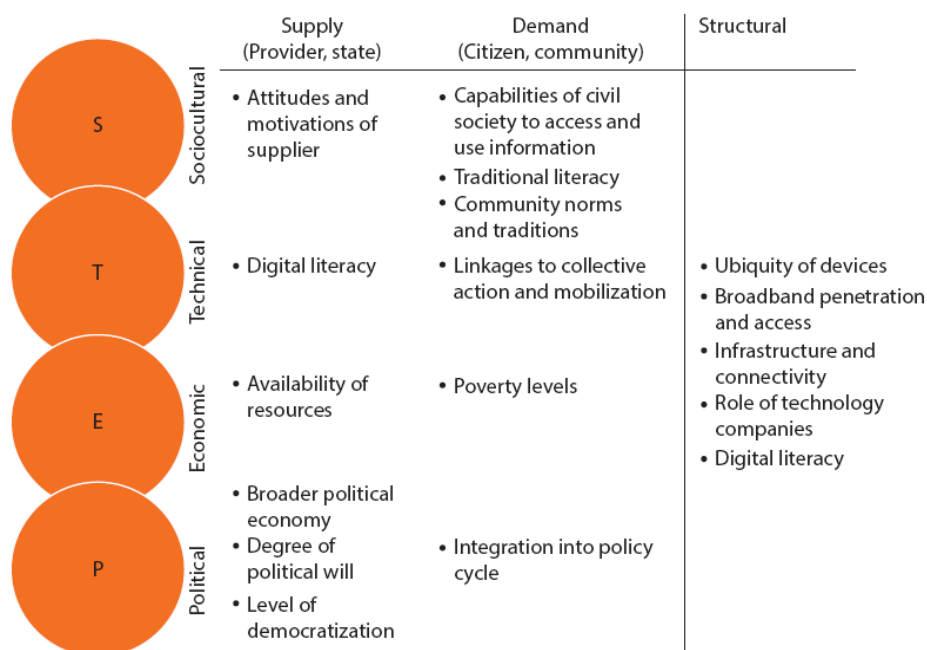 Supply
(Provider, state)
Demand
(Citizen, community)
Structural
S
Sociocultural
• Attitudes and
motivations of
supplier
• Capabilities of civil
society to access and
use information
• Traditional literacy
• Community norms
and traditions
T
Technical
• Digital literacy
• Linkages to collective
action and mobilization
• Ubiquity of devices
• Broadband penetration
and access
• Infrastructure and
connectivity
• Role of technology
companies
• Digital literacy
E
Economic
• Availability of
resources
• Poverty levels
P
Political
• Broader political
economy
• Degree of
political will
• Level of
democratization
• Integration into policy
cycle